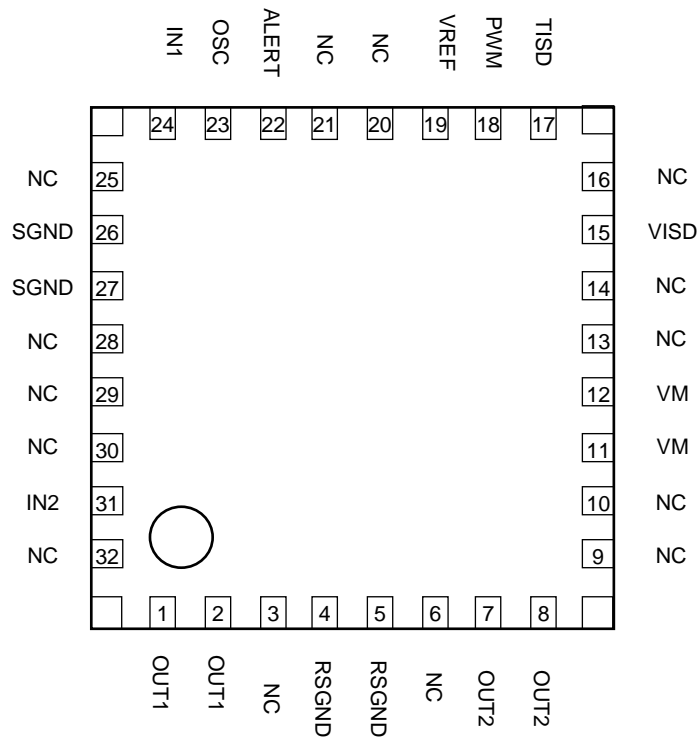 IN1 OSC ALERT NC NC VREF PWM TISD
24 23 22 21 20 19 18 17
NC 25 16 NC
SGND 26 15 VISD
SGND 27 14 NC
NC 28 13 NC
NC 29 12 VM
NC 30 11 VM
IN2 31 10 NC
NC 32 9 NC
1 2 3 4 5 6 7 8
OUT1 OUT1 NC RSGND RSGND NC OUT2 OUT2